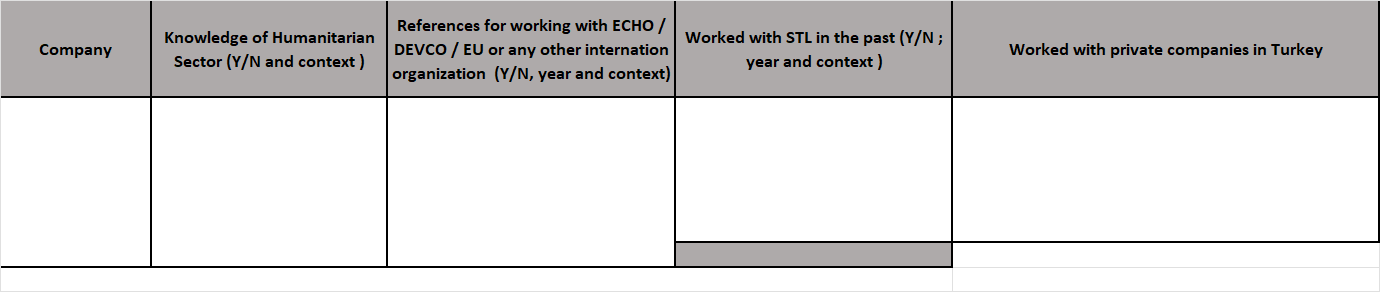 Company
Knowledge of Humanitarian
Sector (Y/N and context )
References for working with ECHO /
DEVCO / EU or any other internation
organization  (Y/N, year and context)
Worked with STL in the past (Y/N ;
year and context )
Worked with private companies in Turkey